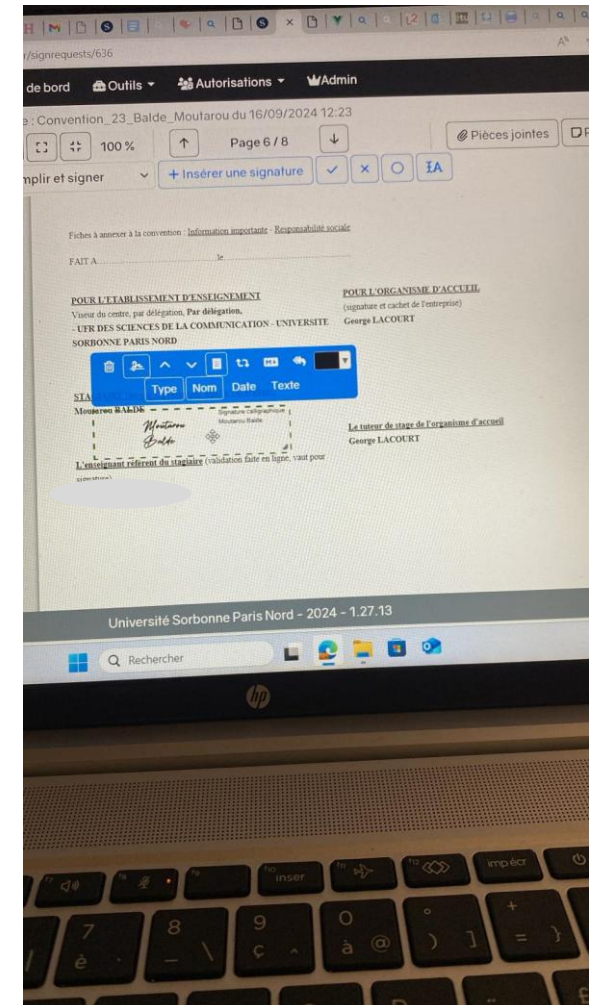 r/signrequests/636
de bord Outils Autorisations Admin
e : Convention_23_Balde_Moutarou du 16/09/2024 12:23
100 % Page 6 / 8 Pièces jointes
mplir et signer + Insérer une signature
Fiches à annexer à la convention : Information importante - Responsabilité sociale
FAIT A le
POUR L'ETABLISSEMENT D'ENSEIGNEMENT
Viseur du centre, par délégation, Par délégation,
- UFR DES SCIENCES DE LA COMMUNICATION - UNIVERSITE
SORBONNE PARIS NORD
POUR L'ORGANISME D'ACCUEIL
(signature et cachet de l'entreprise)
George LACOURT
Type Nom Date Texte
STA
Moutarou BALDE
Signature calligraphique
Moutarou Balde
Moutarou
Balde
Le tuteur de stage de l'organisme d'accueil
George LACOURT
L'enseignant référent du stagiaire (validation faite en ligne, vaut pour
Université Sorbonne Paris Nord - 2024 - 1.27.13
Rechercher
hp
inser
imp écr
7 è
8 _ \
9 ç ^
0 à @
° ) ]
+ = }